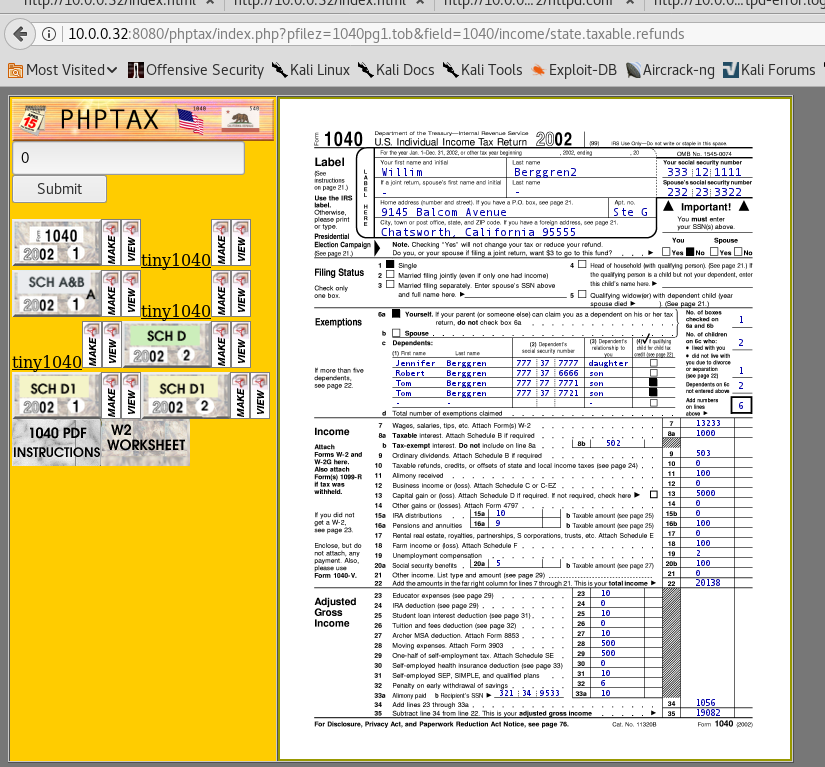 http://10.0.0.32/index.html × http://10.0.0.32/index.html × http://10.0.0...2/httpd.conf × http://10.0.0...tpd-error.log
10.0.0.32:8080/phptax/index.php?pfilez=1040pg1.tob&field=1040/income/state.taxable.refunds
Most Visited Offensive Security Kali Linux Kali Docs Kali Tools Exploit-DB Aircrack-ng Kali Forums
APRIL 15 PHPTAX 1040 540
0
Submit
Form 1040 2002 1 MAKE VIEW tiny1040 MAKE VIEW
SCH A&B A 2002 1 MAKE VIEW tiny1040 MAKE VIEW
tiny1040 MAKE VIEW SCH D 2002 2 MAKE VIEW
SCH D1 2002 1 MAKE VIEW SCH D1 2002 2 MAKE VIEW
1040 PDF INSTRUCTIONS W2 WORKSHEET
Form 1040 Department of the Treasury—Internal Revenue Service
U.S. Individual Income Tax Return 2002 (99) IRS Use Only—Do not write or staple in this space.
For the year Jan. 1–Dec. 31, 2002, or other tax year beginning , 2002, ending , 20 OMB No. 1545-0074
Label
(See instructions on page 21.)
Use the IRS label.
Otherwise, please print or type.
LABEL HERE
Your first name and initial Last name Your social security number
Willim Berggren2 333 12 1111
If a joint return, spouse's first name and initial Last name Spouse's social security number
- - 232 23 3322
Home address (number and street). If you have a P.O. box, see page 21. Apt. no.
9145 Balcom Avenue Ste G
City, town or post office, state, and ZIP code. If you have a foreign address, see page 21.
Chatsworth, California 95555
Important!
You must enter your SSN(s) above.
Presidential Election Campaign
(See page 21.)
Note. Checking "Yes" will not change your tax or reduce your refund.
Do you, or your spouse if filing a joint return, want $3 to go to this fund?
You Spouse
Yes No Yes No
Filing Status
Check only one box.
1 Single
2 Married filing jointly (even if only one had income)
3 Married filing separately. Enter spouse's SSN above and full name here.
4 Head of household (with qualifying person). (See page 21.) If the qualifying person is a child but not your dependent, enter this child's name here.
5 Qualifying widow(er) with dependent child (year spouse died ). (See page 21.)
Exemptions
6a Yourself. If your parent (or someone else) can claim you as a dependent on his or her tax return, do not check box 6a
b Spouse
c Dependents:
(1) First name Last name (2) Dependent's social security number (3) Dependent's relationship to you (4) if qualifying child for child tax credit (see page 22)
Jennifer Berggren 777 37 7777 daughter
Robert Berggren 777 37 6666 son
Tom Berggren 777 77 7771 son
Tom Berggren 777 37 7721 son
- -
If more than five dependents, see page 22.
d Total number of exemptions claimed
No. of boxes checked on 6a and 6b 1
No. of children on 6c who:
lived with you 2
did not live with you due to divorce or separation (see page 22) 1
Dependents on 6c not entered above 2
Add numbers on lines above 6
Income
Attach Forms W-2 and W-2G here. Also attach Form(s) 1099-R if tax was withheld.
If you did not get a W-2, see page 23.
Enclose, but do not attach, any payment. Also, please use Form 1040-V.
7 Wages, salaries, tips, etc. Attach Form(s) W-2 7 13233
8a Taxable interest. Attach Schedule B if required 8a 1000
b Tax-exempt interest. Do not include on line 8a 8b 502
9 Ordinary dividends. Attach Schedule B if required 9 503
10 Taxable refunds, credits, or offsets of state and local income taxes (see page 24) 10 0
11 Alimony received 11 100
12 Business income or (loss). Attach Schedule C or C-EZ 12 0
13 Capital gain or (loss). Attach Schedule D if required. If not required, check here 13 5000
14 Other gains or (losses). Attach Form 4797 14 0
15a IRA distributions 15a 10 b Taxable amount (see page 25) 15b 0
16a Pensions and annuities 16a 9 b Taxable amount (see page 25) 16b 100
17 Rental real estate, royalties, partnerships, S corporations, trusts, etc. Attach Schedule E 17 0
18 Farm income or (loss). Attach Schedule F 18 100
19 Unemployment compensation 19 2
20a Social security benefits 20a 5 b Taxable amount (see page 27) 20b 100
21 Other income. List type and amount (see page 29) 21 0
22 Add the amounts in the far right column for lines 7 through 21. This is your total income 22 20138
Adjusted Gross Income
23 Educator expenses (see page 29) 23 10
24 IRA deduction (see page 29) 24 0
25 Student loan interest deduction (see page 31) 25 10
26 Tuition and fees deduction (see page 32) 26 0
27 Archer MSA deduction. Attach Form 8853 27 10
28 Moving expenses. Attach Form 3903 28 500
29 One-half of self-employment tax. Attach Schedule SE 29 500
30 Self-employed health insurance deduction (see page 33) 30 0
31 Self-employed SEP, SIMPLE, and qualified plans 31 10
32 Penalty on early withdrawal of savings 32 6
33a Alimony paid b Recipient's SSN 321 34 9533 33a 10
34 Add lines 23 through 33a 34 1056
35 Subtract line 34 from line 22. This is your adjusted gross income 35 19082
For Disclosure, Privacy Act, and Paperwork Reduction Act Notice, see page 76. Cat. No. 11320B Form 1040 (2002)